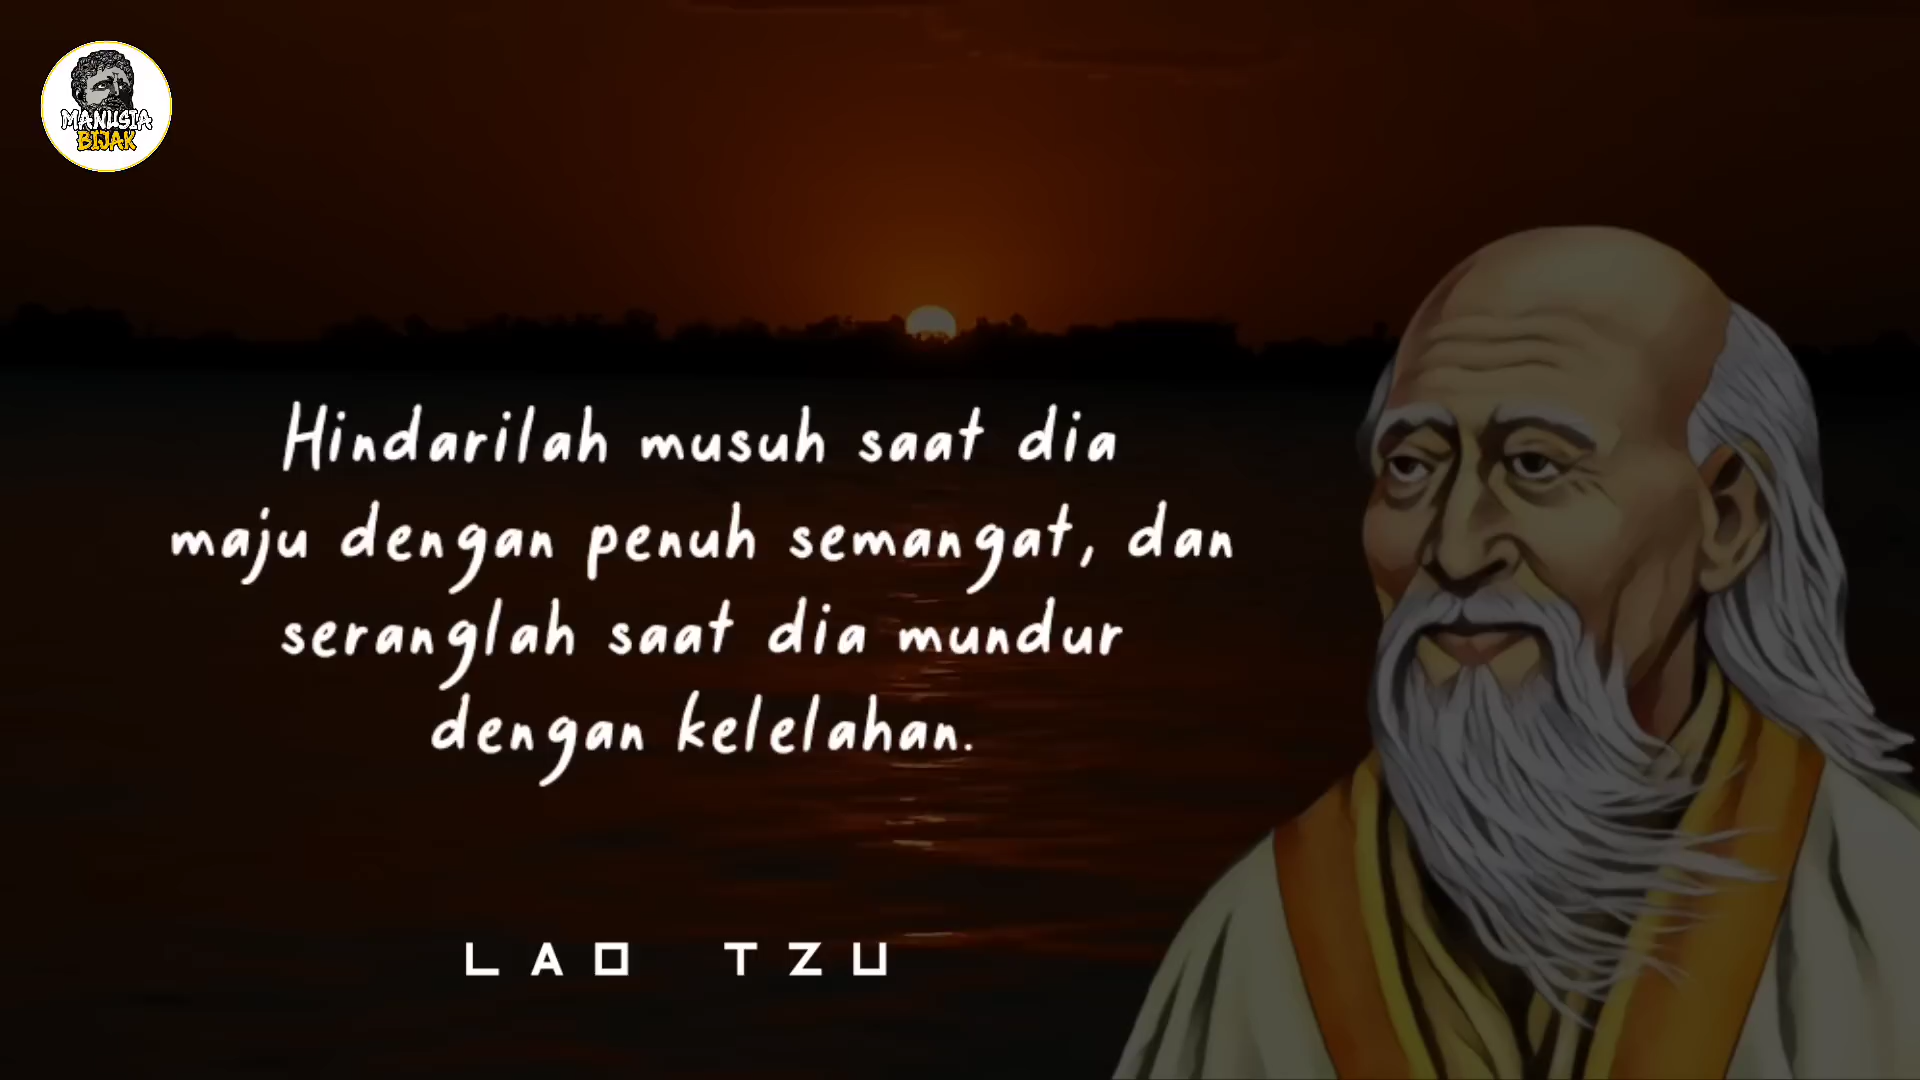 MANUSIA
BIJAK
Hindarilah musuh saat dia
maju dengan penuh semangat, dan
seranglah saat dia mundur
dengan kelelahan.
LAO TZU